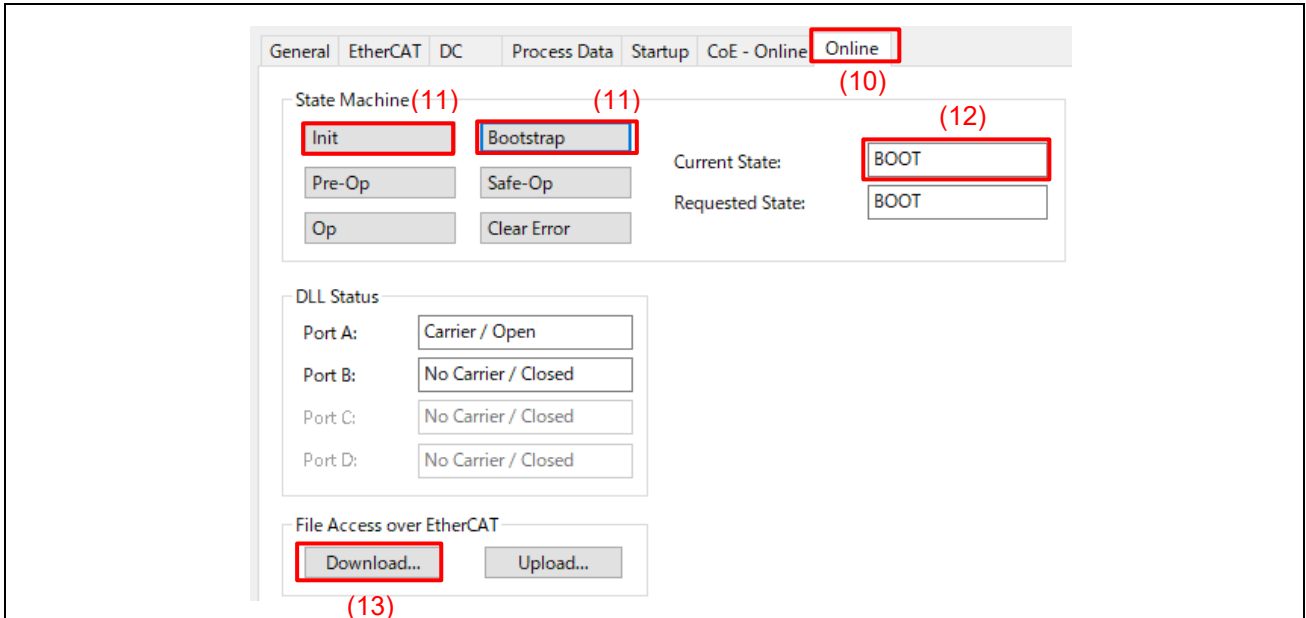 General EtherCAT DC Process Data Startup CoE - Online Online
(10)
State Machine (11) (11)
(12)
Init Bootstrap
Current State: BOOT
Pre-Op Safe-Op
Requested State: BOOT
Op Clear Error
DLL Status
Port A: Carrier / Open
Port B: No Carrier / Closed
Port C: No Carrier / Closed
Port D: No Carrier / Closed
File Access over EtherCAT
Download... Upload...
(13)